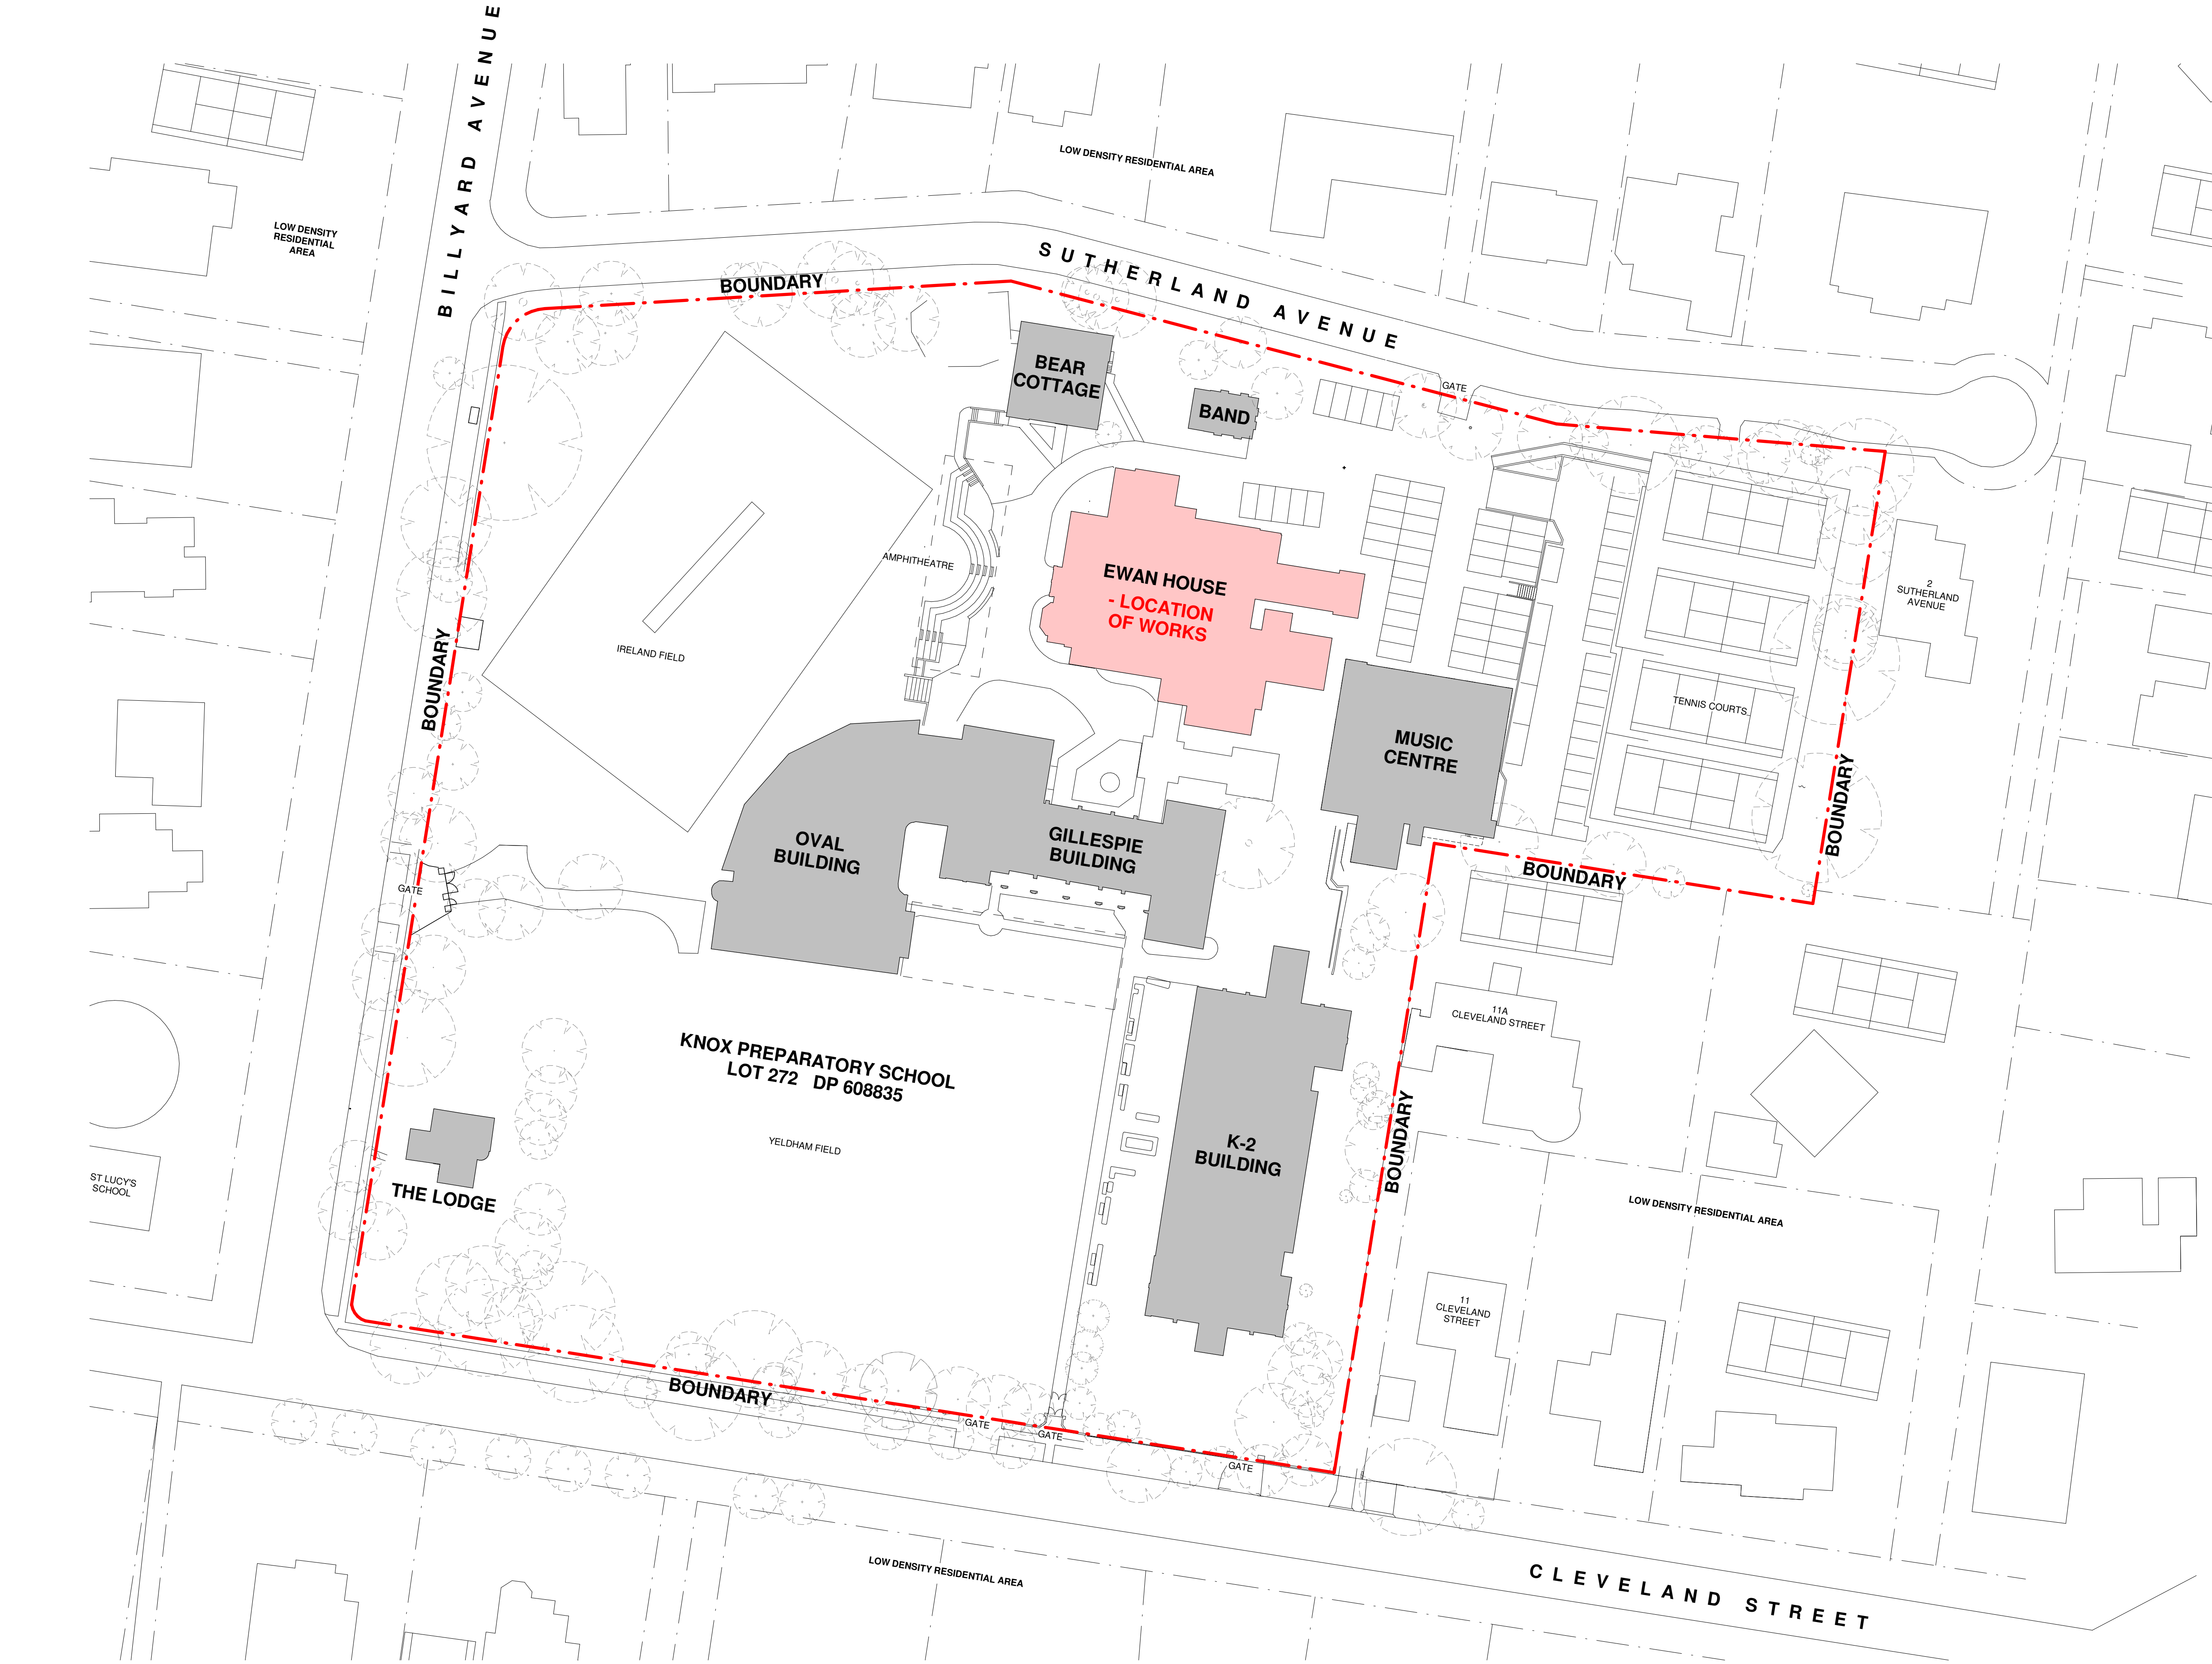 BILLYARD AVENUE
LOW DENSITY RESIDENTIAL AREA
LOW DENSITY
RESIDENTIAL
AREA
SUTHERLAND AVENUE
BOUNDARY
BEAR
COTTAGE
BAND
GATE
AMPHITHEATRE
EWAN HOUSE
- LOCATION
OF WORKS
2
SUTHERLAND
AVENUE
IRELAND FIELD
BOUNDARY
TENNIS COURTS
MUSIC
CENTRE
BOUNDARY
OVAL
BUILDING
GILLESPIE
BUILDING
BOUNDARY
GATE
11A
CLEVELAND STREET
KNOX PREPARATORY SCHOOL
LOT 272 DP 608835
YELDHAM FIELD
K-2
BUILDING
BOUNDARY
ST LUCY'S
SCHOOL
THE LODGE
LOW DENSITY RESIDENTIAL AREA
11
CLEVELAND
STREET
BOUNDARY
GATE
GATE
GATE
LOW DENSITY RESIDENTIAL AREA
CLEVELAND STREET